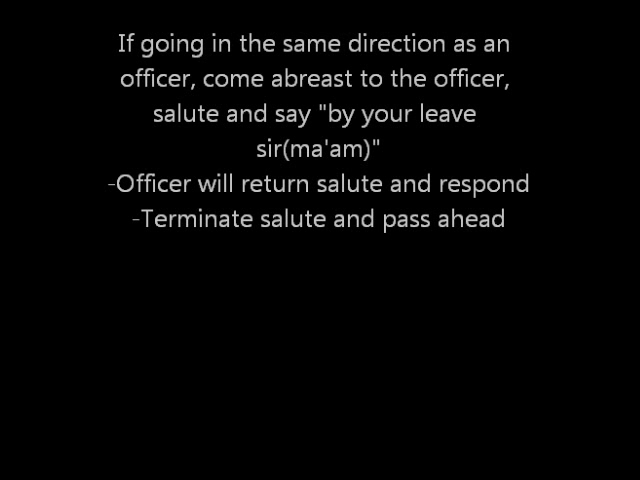 If going in the same direction as an
officer, come abreast to the officer,
salute and say "by your leave
sir(ma'am)"
-Officer will return salute and respond
-Terminate salute and pass ahead